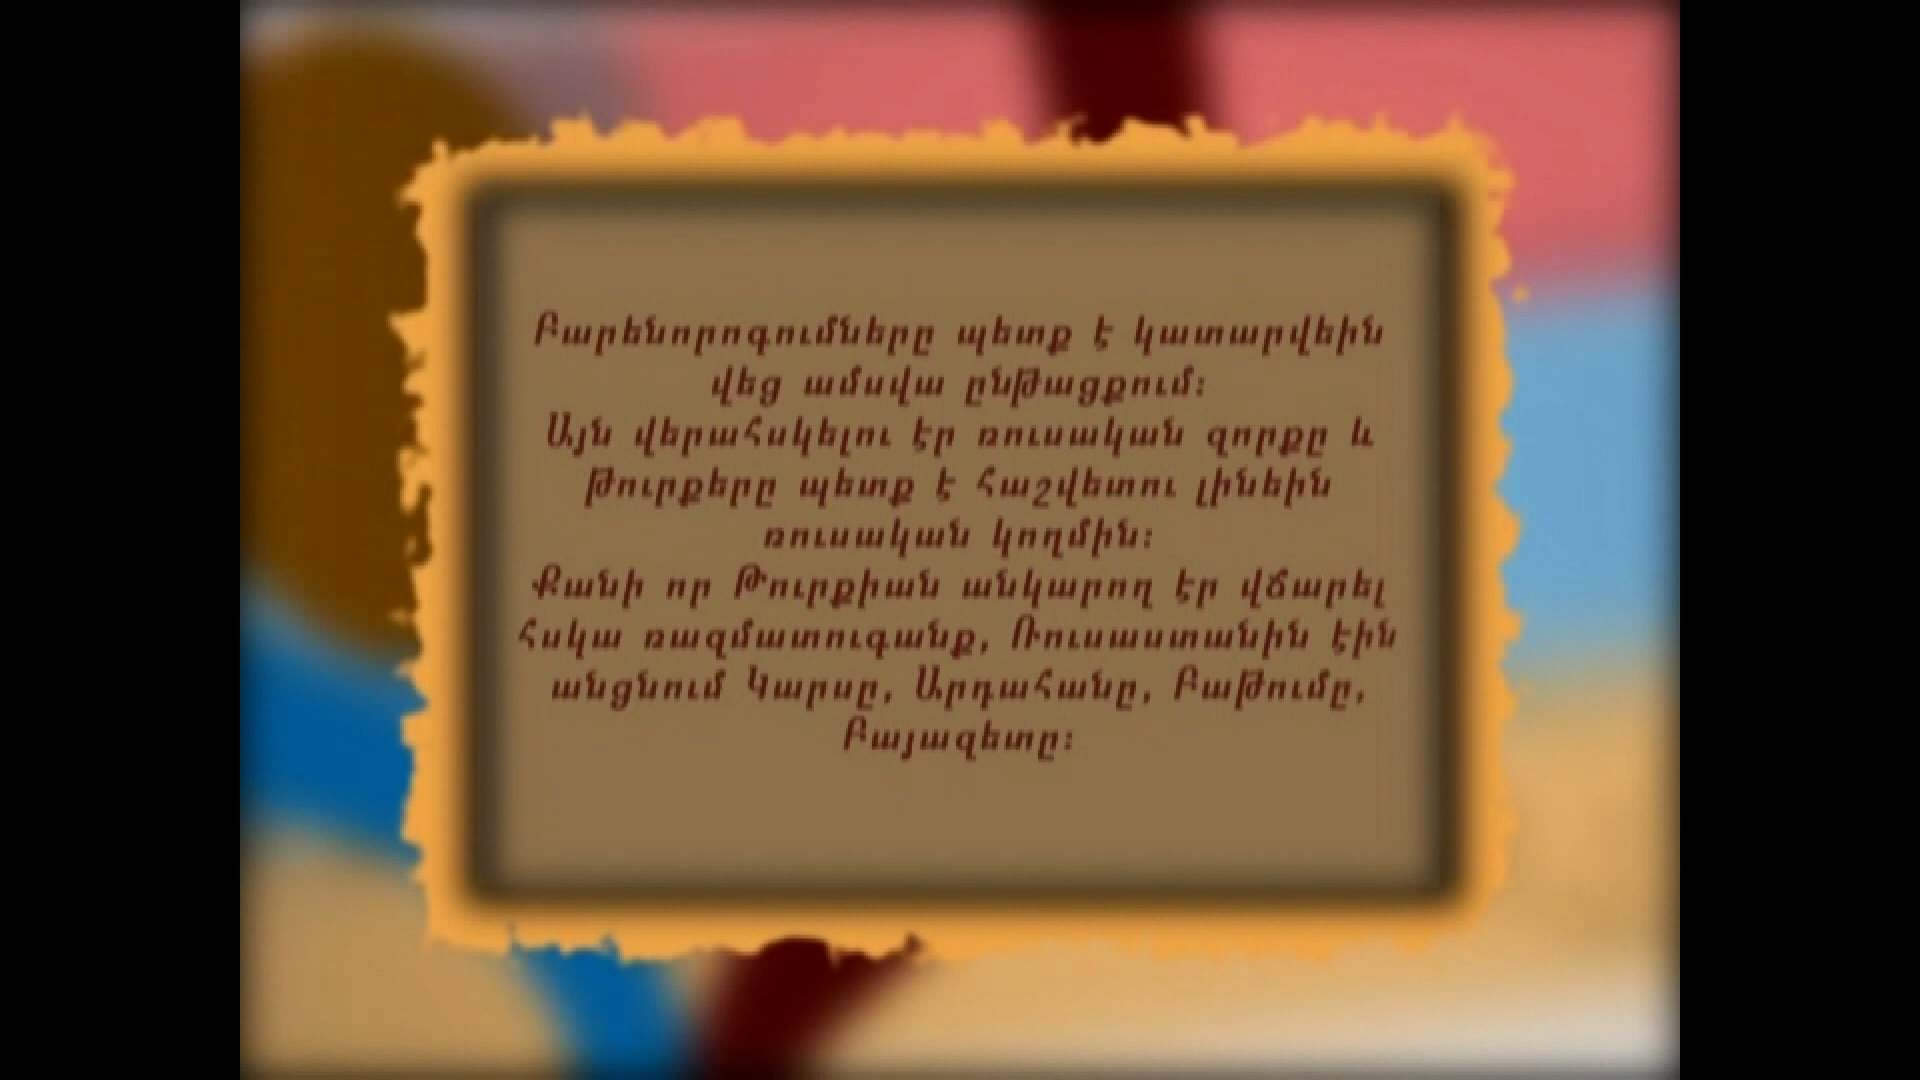 Բարենորոգումները պետք է կատարվեին
վեց ամսվա ընթացքում:
Այն վերահսկելու էր ռուսական զորքը և
թուրքերը պետք է հաշվետու լինեին
ռուսական կողմին:
Քանի որ Թուրքիան անկարող էր վճարել
հսկա ռազմատուգանք, Ռուսաստանին էին
անցնում Կարսը, Արդահանը, Բաթումը,
Բայազետը: